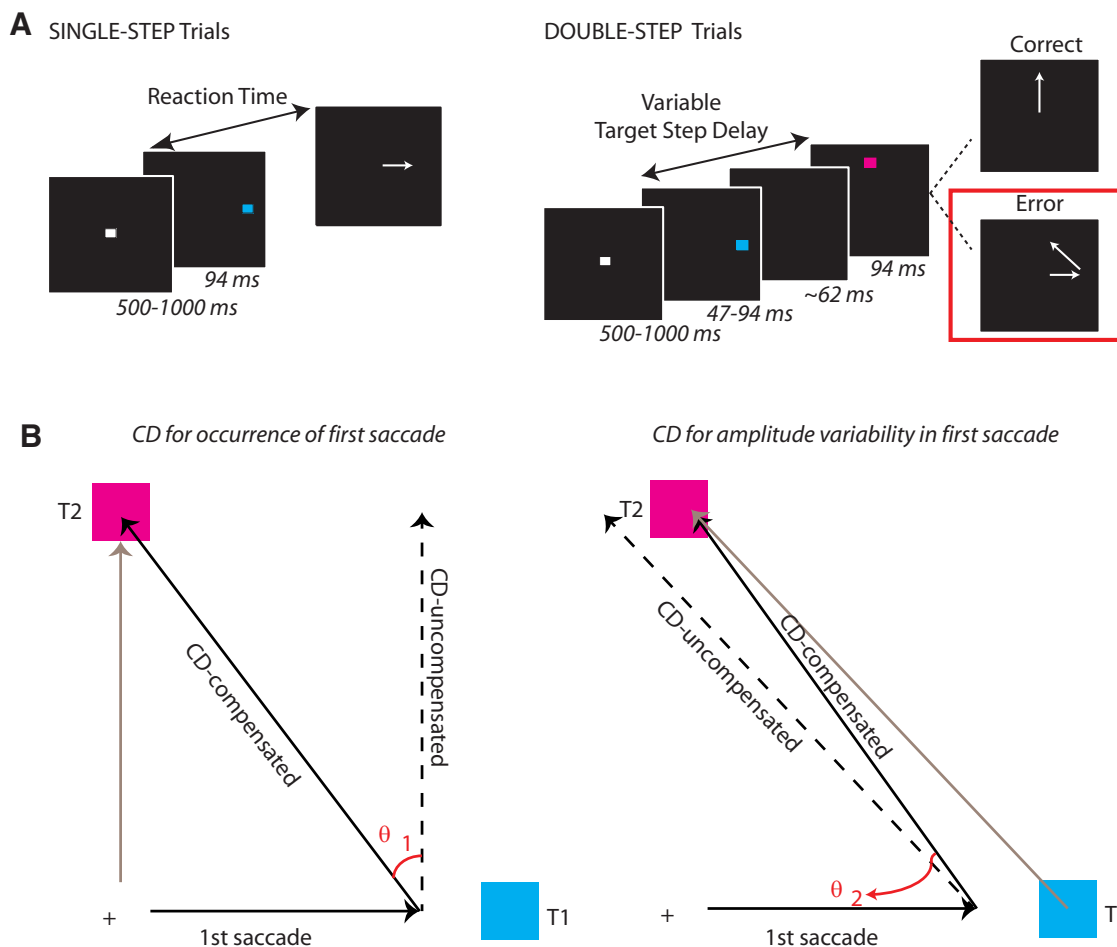 A
SINGLE-STEP Trials
Reaction Time
94 ms
500-1000 ms
DOUBLE-STEP Trials
Variable
Target Step Delay
94 ms
~62 ms
47-94 ms
500-1000 ms
Correct
Error
B
CD for occurrence of first saccade
T2
CD-compensated
CD-uncompensated
θ 1
+
1st saccade
T1
CD for amplitude variability in first saccade
T2
CD-uncompensated
CD-compensated
θ 2
+
1st saccade
T